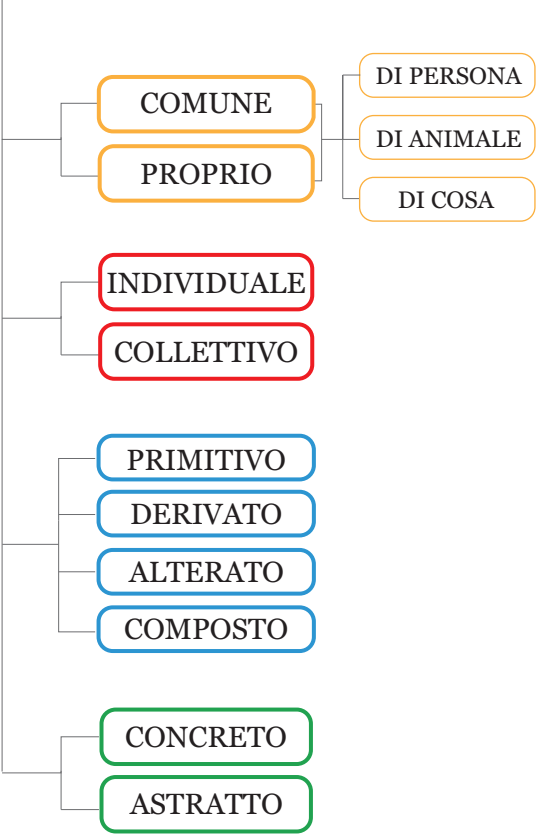 COMUNE
PROPRIO
DI PERSONA
DI ANIMALE
DI COSA
INDIVIDUALE
COLLETTIVO
PRIMITIVO
DERIVATO
ALTERATO
COMPOSTO
CONCRETO
ASTRATTO